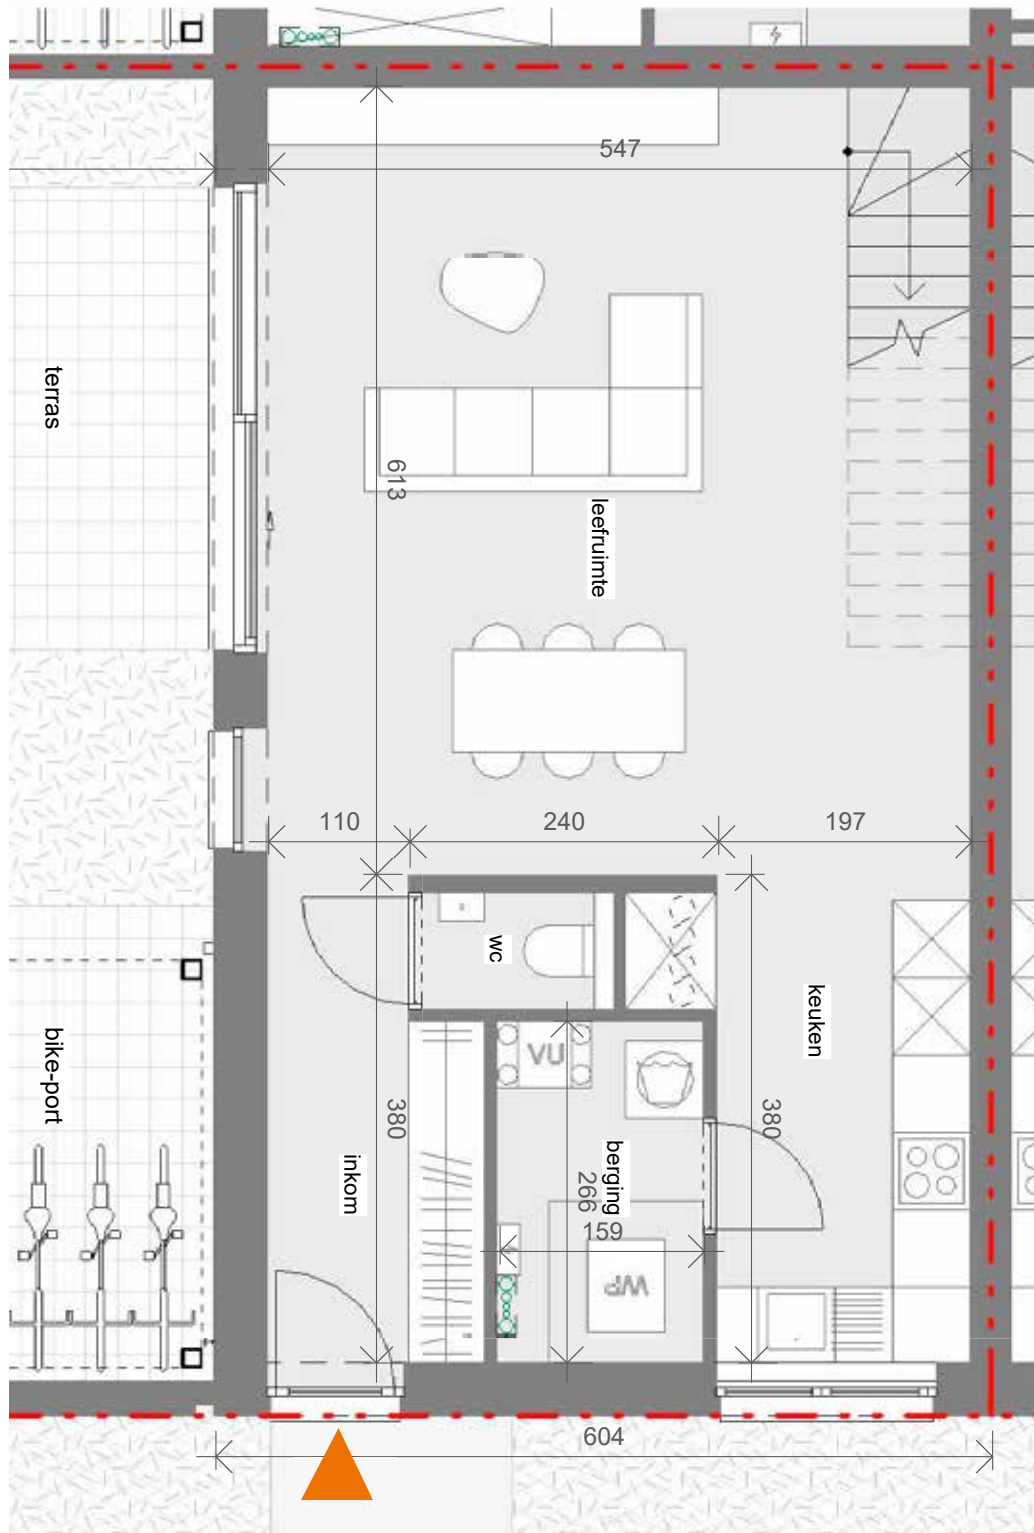 547
terras
613
leefruimte
110
240
197
wc
keuken
VU
bike-port
380
380
inkom
berging
266
159
WP
604